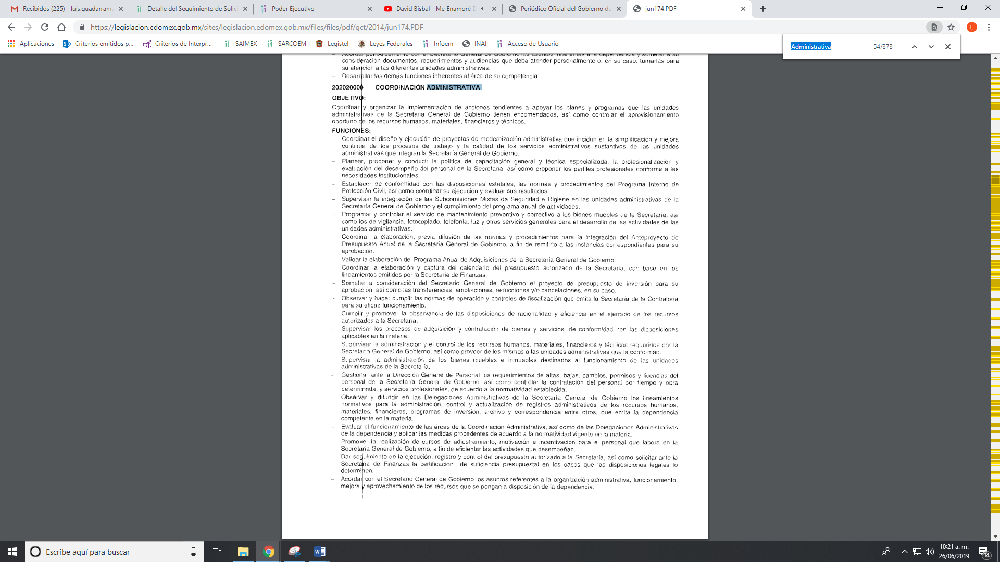 Recibidos (225) - luis.guadarrama
Detalle del Seguimiento de Solici
Poder Ejecutivo
David Bisbal - Me Enamoré D
Periódico Oficial del Gobierno de
jun174.PDF
https://legislacion.edomex.gob.mx/sites/legislacion.edomex.gob.mx/files/files/pdf/gct/2014/jun174.PDF
L
Aplicaciones
Criterios emitidos p...
Criterios de Interpr...
SAIMEX
SARCOEM
Legistel
Leyes Federales
Infoem
INAI
Acceso de Usuario
Administrativa 54/373
– Acordar periódicamente con el Secretario General de Gobierno los asuntos inherentes a la dependencia y someter a su
consideración documentos, requerimientos y audiencias que deba atender personalmente o, en su caso, turnarlas para
su atención a las diferentes unidades administrativas.
– Desarrollar las demás funciones inherentes al área de su competencia.
202020000 COORDINACIÓN ADMINISTRATIVA
OBJETIVO:
Coordinar y organizar la implementación de acciones tendientes a apoyar los planes y programas que las unidades
administrativas de la Secretaría General de Gobierno tienen encomendados, así como controlar el aprovisionamiento
oportuno de los recursos humanos, materiales, financieros y técnicos.
FUNCIONES:
– Coordinar el diseño y ejecución de proyectos de modernización administrativa que incidan en la simplificación y mejora
continua de los procesos de trabajo y la calidad de los servicios administrativos sustantivos de las unidades
administrativas que integran la Secretaría General de Gobierno.
– Planear, proponer y conducir la política de capacitación general y técnica especializada, la profesionalización y
evaluación del desempeño del personal de la Secretaría, así como proponer los perfiles profesionales conforme a las
necesidades institucionales.
– Establecer de conformidad con las disposiciones estatales, las normas y procedimientos del Programa Interno de
Protección Civil, así como coordinar su ejecución y evaluar sus resultados.
– Supervisar la integración de las Subcomisiones Mixtas de Seguridad e Higiene en las unidades administrativas de la
Secretaría General de Gobierno y el cumplimiento del programa anual de actividades.
Programar y controlar el servicio de mantenimiento preventivo y correctivo a los bienes muebles de la Secretaría, así
como los de vigilancia, fotocopiado, telefonía, luz y otros servicios generales para el desarrollo de las actividades de las
unidades administrativas.
Coordinar la elaboración, previa difusión de las normas y procedimientos para la integración del Anteproyecto de
Presupuesto Anual de la Secretaría General de Gobierno, a fin de remitirlo a las instancias correspondientes para su
aprobación.
– Validar la elaboración del Programa Anual de Adquisiciones de la Secretaría General de Gobierno.
Coordinar la elaboración y captura del calendario del presupuesto autorizado de la Secretaría, con base en los
lineamientos emitidos por la Secretaría de Finanzas.
– Someter a consideración del Secretario General de Gobierno el proyecto de presupuesto de inversión para su
aprobación, así como las transferencias, ampliaciones, reducciones y/o cancelaciones, en su caso.
– Observar y hacer cumplir las normas de operación y controles de fiscalización que emita la Secretaría de la Contraloría
para su eficaz funcionamiento.
Cumplir y promover la observancia de las disposiciones de racionalidad y eficiencia en el ejercicio de los recursos
autorizados a la Secretaría.
– Supervisar los procesos de adquisición y contratación de bienes y servicios, de conformidad con las disposiciones
aplicables en la materia.
Supervisar la administración y el control de los recursos humanos, materiales, financieros y técnicos requeridos por la
Secretaría General de Gobierno, así como proveer de los mismos a las unidades administrativas que la conforman.
Supervisar la administración de los bienes muebles e inmuebles destinados al funcionamiento de las unidades
administrativas de la Secretaría.
- Gestionar ante la Dirección General de Personal los requerimientos de altas, bajas, cambios, permisos y licencias del
personal de la Secretaría General de Gobierno así como controlar la contratación del personal por tiempo y obra
determinada, y servicios profesionales, de acuerdo a la normatividad establecida.
– Observar y difundir en las Delegaciones Administrativas de la Secretaría General de Gobierno los lineamientos
normativos para la administración, control y actualización de registros administrativos de los recursos humanos,
materiales, financieros, programas de inversión, archivo y correspondencia entre otros, que emita la dependencia
competente en la materia.
– Evaluar el funcionamiento de las áreas de la Coordinación Administrativa, así como de las Delegaciones Administrativas
de la dependencia y aplicar las medidas procedentes de acuerdo a la normatividad vigente en la materia.
– Promover la realización de cursos de adiestramiento, motivación e incentivación para el personal que labora en la
Secretaría General de Gobierno, a fin de eficientar las actividades que desempeñan.
– Dar seguimiento de la ejecución, registro y control del presupuesto autorizado a la Secretaría, así como solicitar ante la
Secretaría de Finanzas la certificación de suficiencia presupuestal en los casos que las disposiciones legales lo
determinen.
– Acordar con el Secretario General de Gobierno los asuntos referentes a la organización administrativa, funcionamiento,
mejora y aprovechamiento de los recursos que se pongan a disposición de la dependencia.
Escribe aquí para buscar
10:21 a. m.
26/06/2019
14